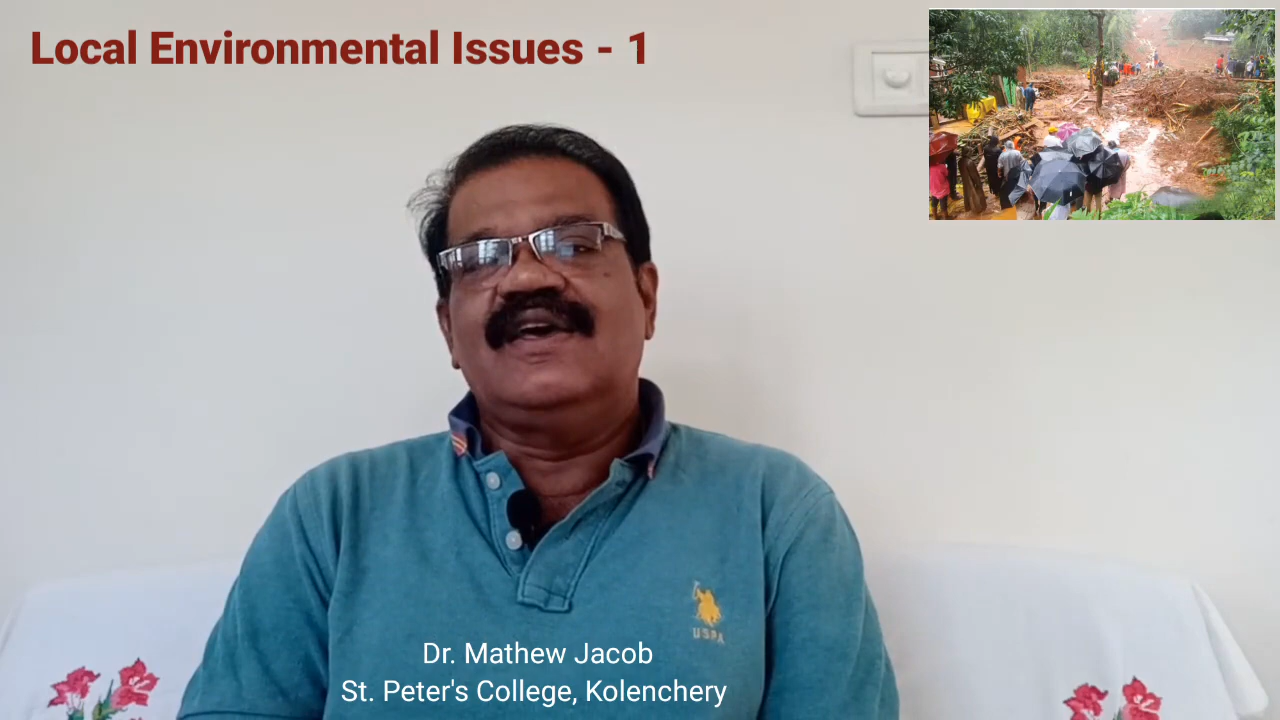 Local Environmental Issues - 1
USPA
Dr. Mathew Jacob
St. Peter's College, Kolenchery